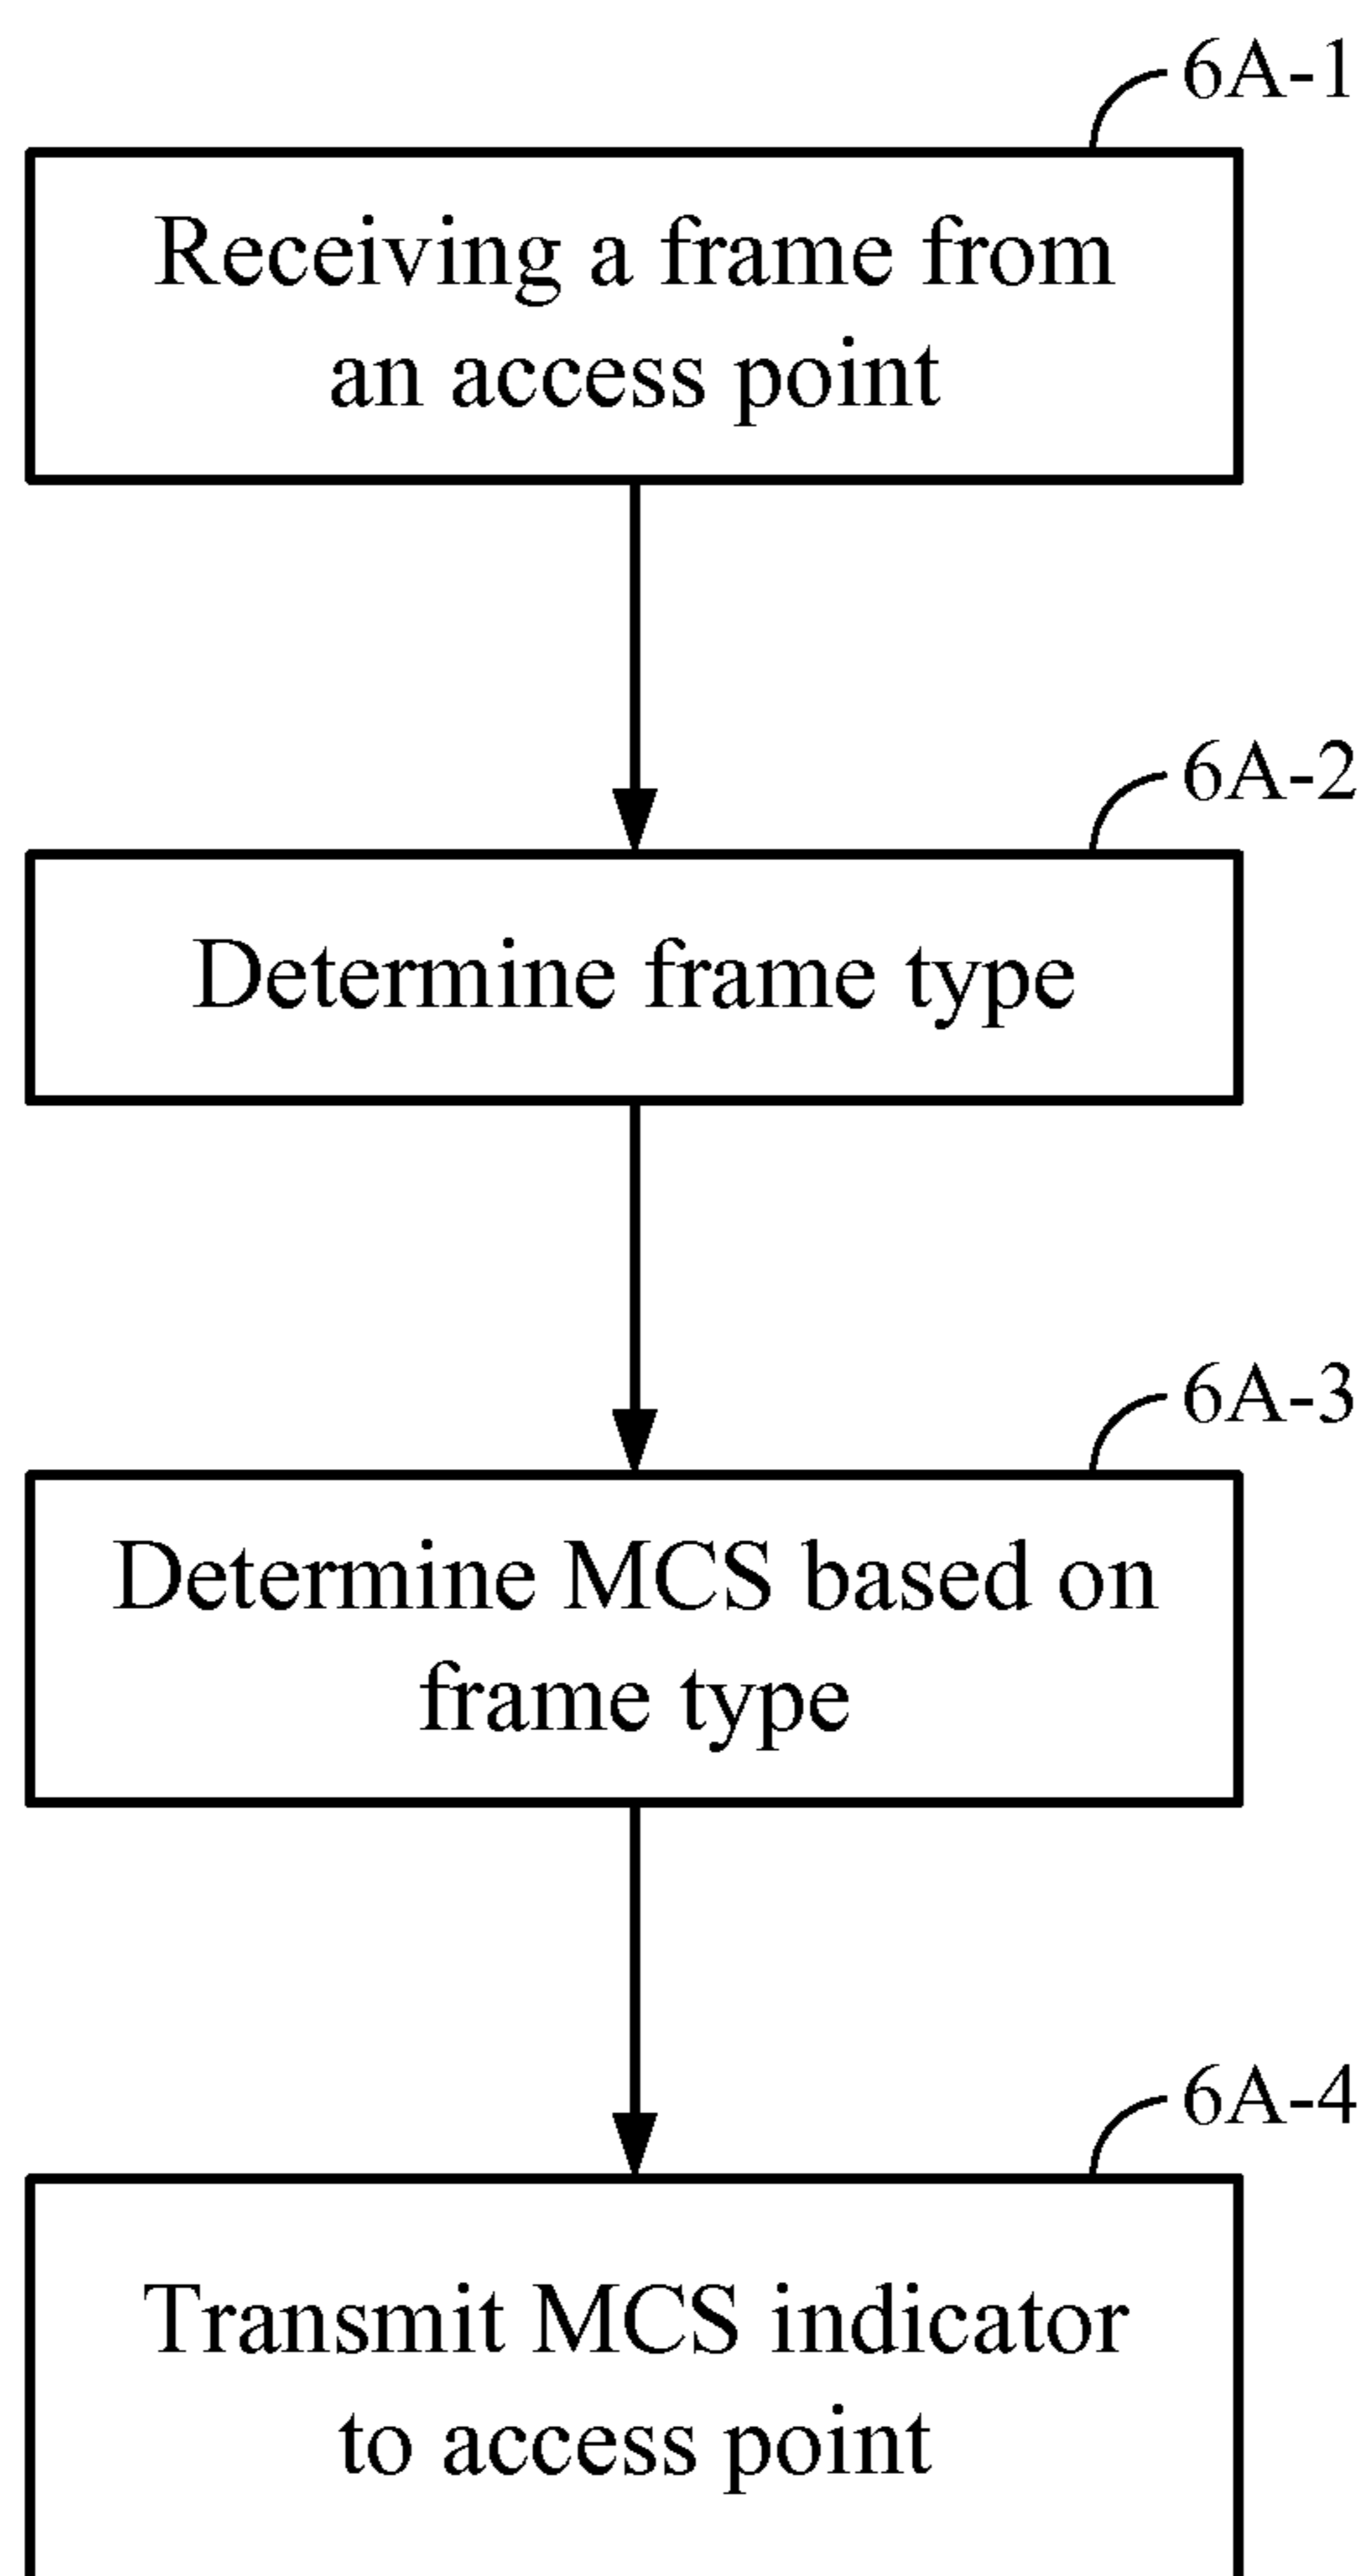 6A-1
Receiving a frame from
an access point
6A-2
Determine frame type
6A-3
Determine MCS based on
frame type
6A-4
Transmit MCS indicator
to access point